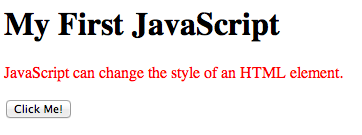 My First JavaScript
JavaScript can change the style of an HTML element.
Click Me!